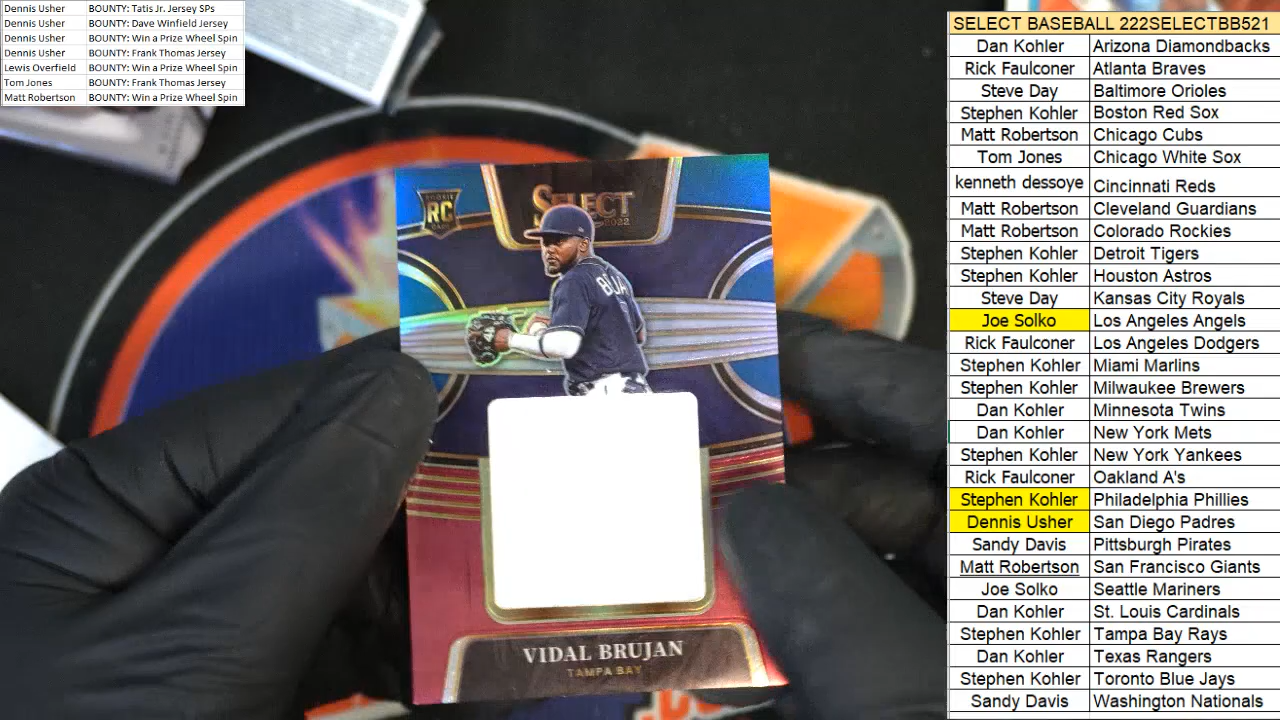 Dennis Usher BOUNTY: Tatis Jr. Jersey SPs
Dennis Usher BOUNTY: Dave Winfield Jersey
Dennis Usher BOUNTY: Win a Prize Wheel Spin
Dennis Usher BOUNTY: Frank Thomas Jersey
Lewis Overfield BOUNTY: Win a Prize Wheel Spin
Tom Jones BOUNTY: Frank Thomas Jersey
Matt Robertson BOUNTY: Win a Prize Wheel Spin
SELECT BASEBALL 222SELECTBB521
Dan Kohler Arizona Diamondbacks
Rick Faulconer Atlanta Braves
Steve Day Baltimore Orioles
Stephen Kohler Boston Red Sox
Matt Robertson Chicago Cubs
Tom Jones Chicago White Sox
kenneth dessoye Cincinnati Reds
Matt Robertson Cleveland Guardians
Matt Robertson Colorado Rockies
Stephen Kohler Detroit Tigers
Stephen Kohler Houston Astros
Steve Day Kansas City Royals
Joe Solko Los Angeles Angels
Rick Faulconer Los Angeles Dodgers
Stephen Kohler Miami Marlins
Stephen Kohler Milwaukee Brewers
Dan Kohler Minnesota Twins
Dan Kohler New York Mets
Stephen Kohler New York Yankees
Rick Faulconer Oakland A's
Stephen Kohler Philadelphia Phillies
Dennis Usher San Diego Padres
Sandy Davis Pittsburgh Pirates
Matt Robertson San Francisco Giants
Joe Solko Seattle Mariners
Dan Kohler St. Louis Cardinals
Stephen Kohler Tampa Bay Rays
Dan Kohler Texas Rangers
Stephen Kohler Toronto Blue Jays
Sandy Davis Washington Nationals
ROOKIE
RC
CARD
SELECT
2022
VIDAL BRUJAN
TAMPA BAY